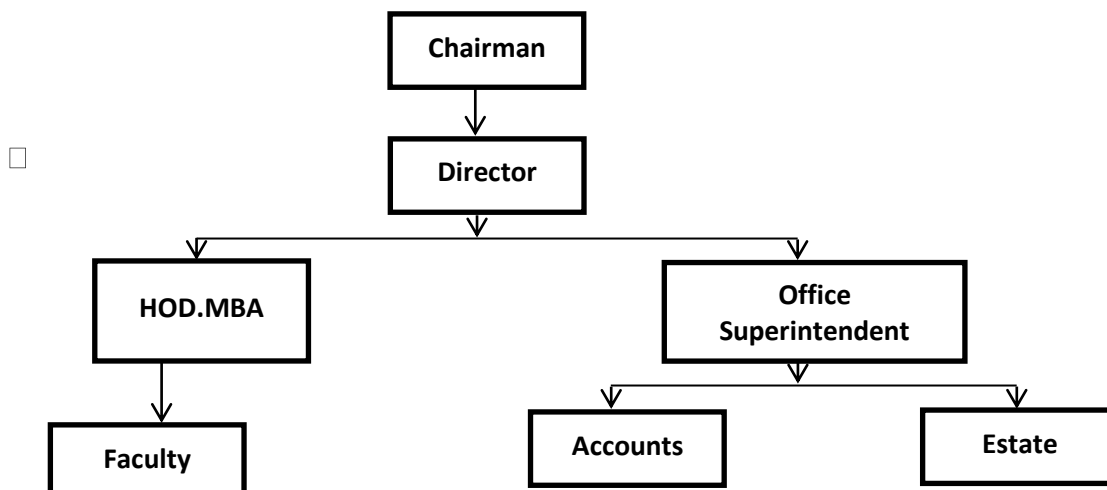 Chairman
Director
HOD.MBA
Office
Superintendent
Faculty
Accounts
Estate